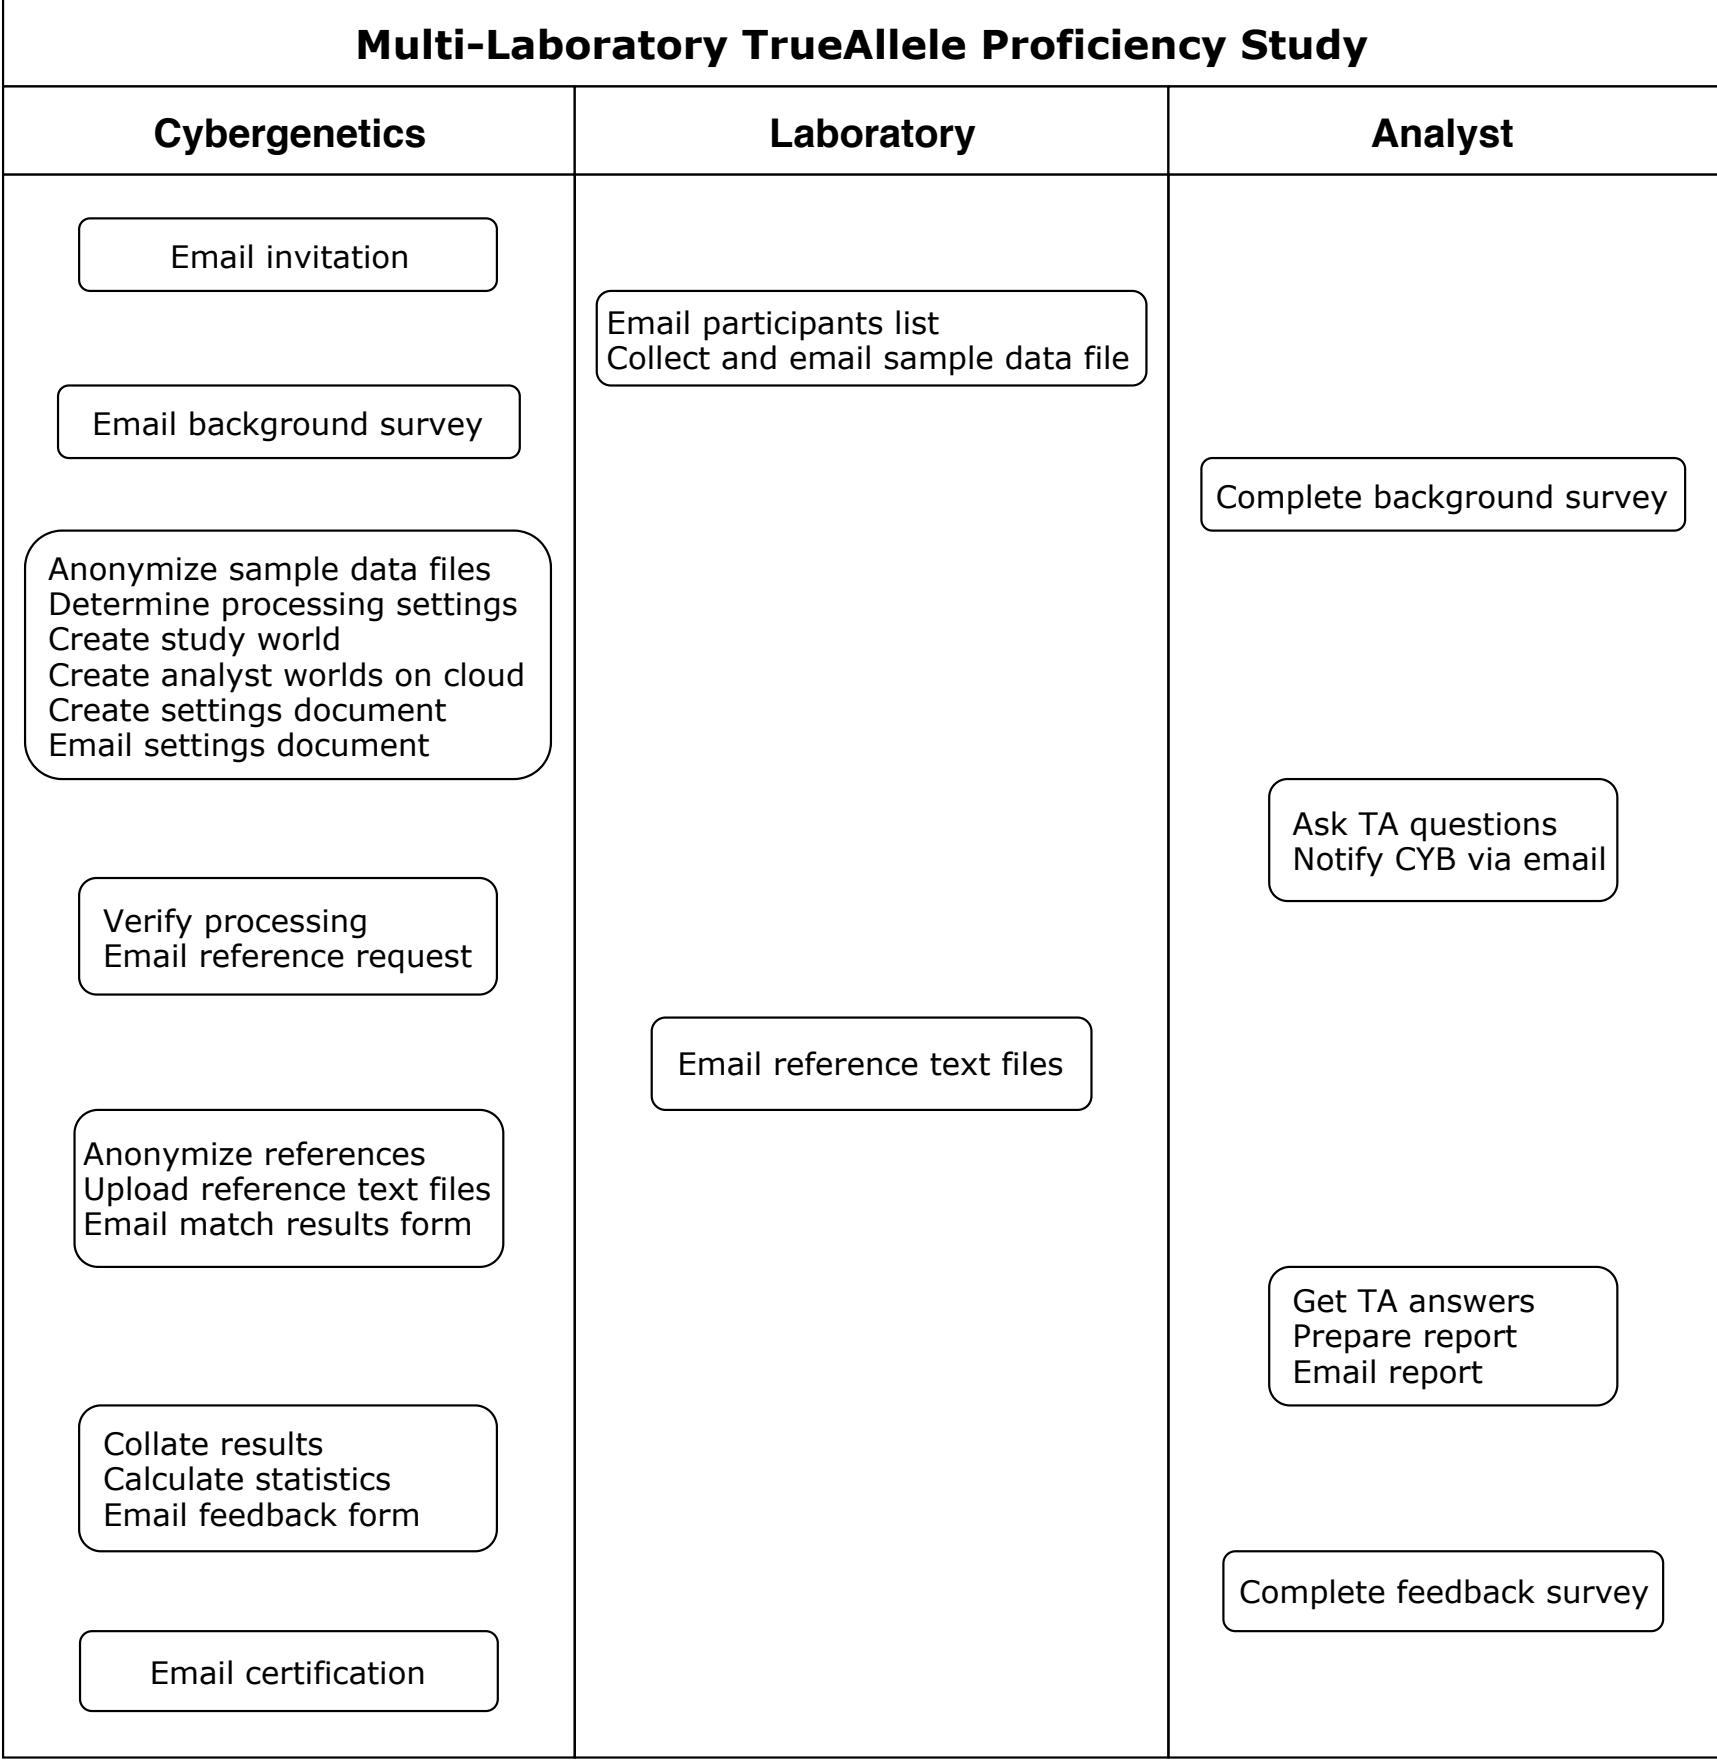 Multi-Laboratory TrueAllele Proficiency Study
Cybergenetics
Laboratory
Analyst
Email invitation
Email participants list
Collect and email sample data file
Email background survey
Complete background survey
Anonymize sample data files
Determine processing settings
Create study world
Create analyst worlds on cloud
Create settings document
Email settings document
Ask TA questions
Notify CYB via email
Verify processing
Email reference request
Email reference text files
Anonymize references
Upload reference text files
Email match results form
Get TA answers
Prepare report
Email report
Collate results
Calculate statistics
Email feedback form
Complete feedback survey
Email certification